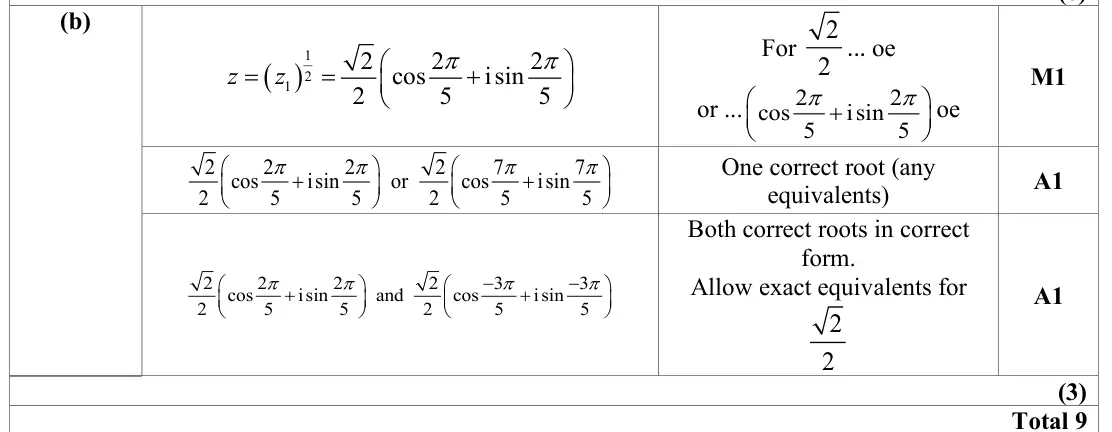 (b)
z = (z₁)^{1/2} = √2/2 (cos 2π/5 + i sin 2π/5)
For √2/2 ... oe
or ... (cos 2π/5 + i sin 2π/5) oe
M1
√2/2 (cos 2π/5 + i sin 2π/5) or √2/2 (cos 7π/5 + i sin 7π/5)
One correct root (any
equivalents)
A1
√2/2 (cos 2π/5 + i sin 2π/5) and √2/2 (cos −3π/5 + i sin −3π/5)
Both correct roots in correct
form.
Allow exact equivalents for
√2/2
A1
(3)
Total 9